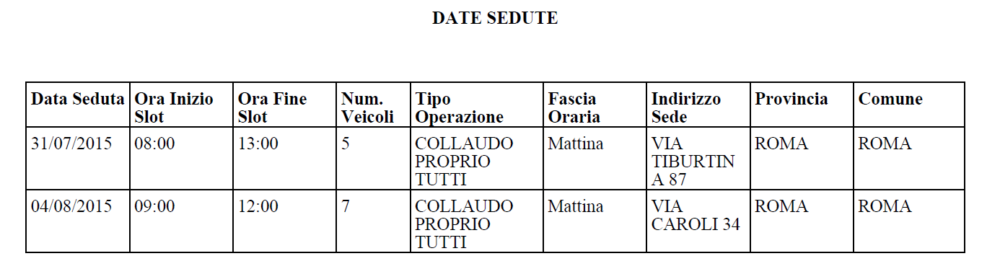 DATE SEDUTE
Data Seduta Ora Inizio Slot Ora Fine Slot Num. Veicoli Tipo Operazione Fascia Oraria Indirizzo Sede Provincia Comune
31/07/2015 08:00 13:00 5 COLLAUDO PROPRIO TUTTI Mattina VIA TIBURTIN A 87 ROMA ROMA
04/08/2015 09:00 12:00 7 COLLAUDO PROPRIO TUTTI Mattina VIA CAROLI 34 ROMA ROMA